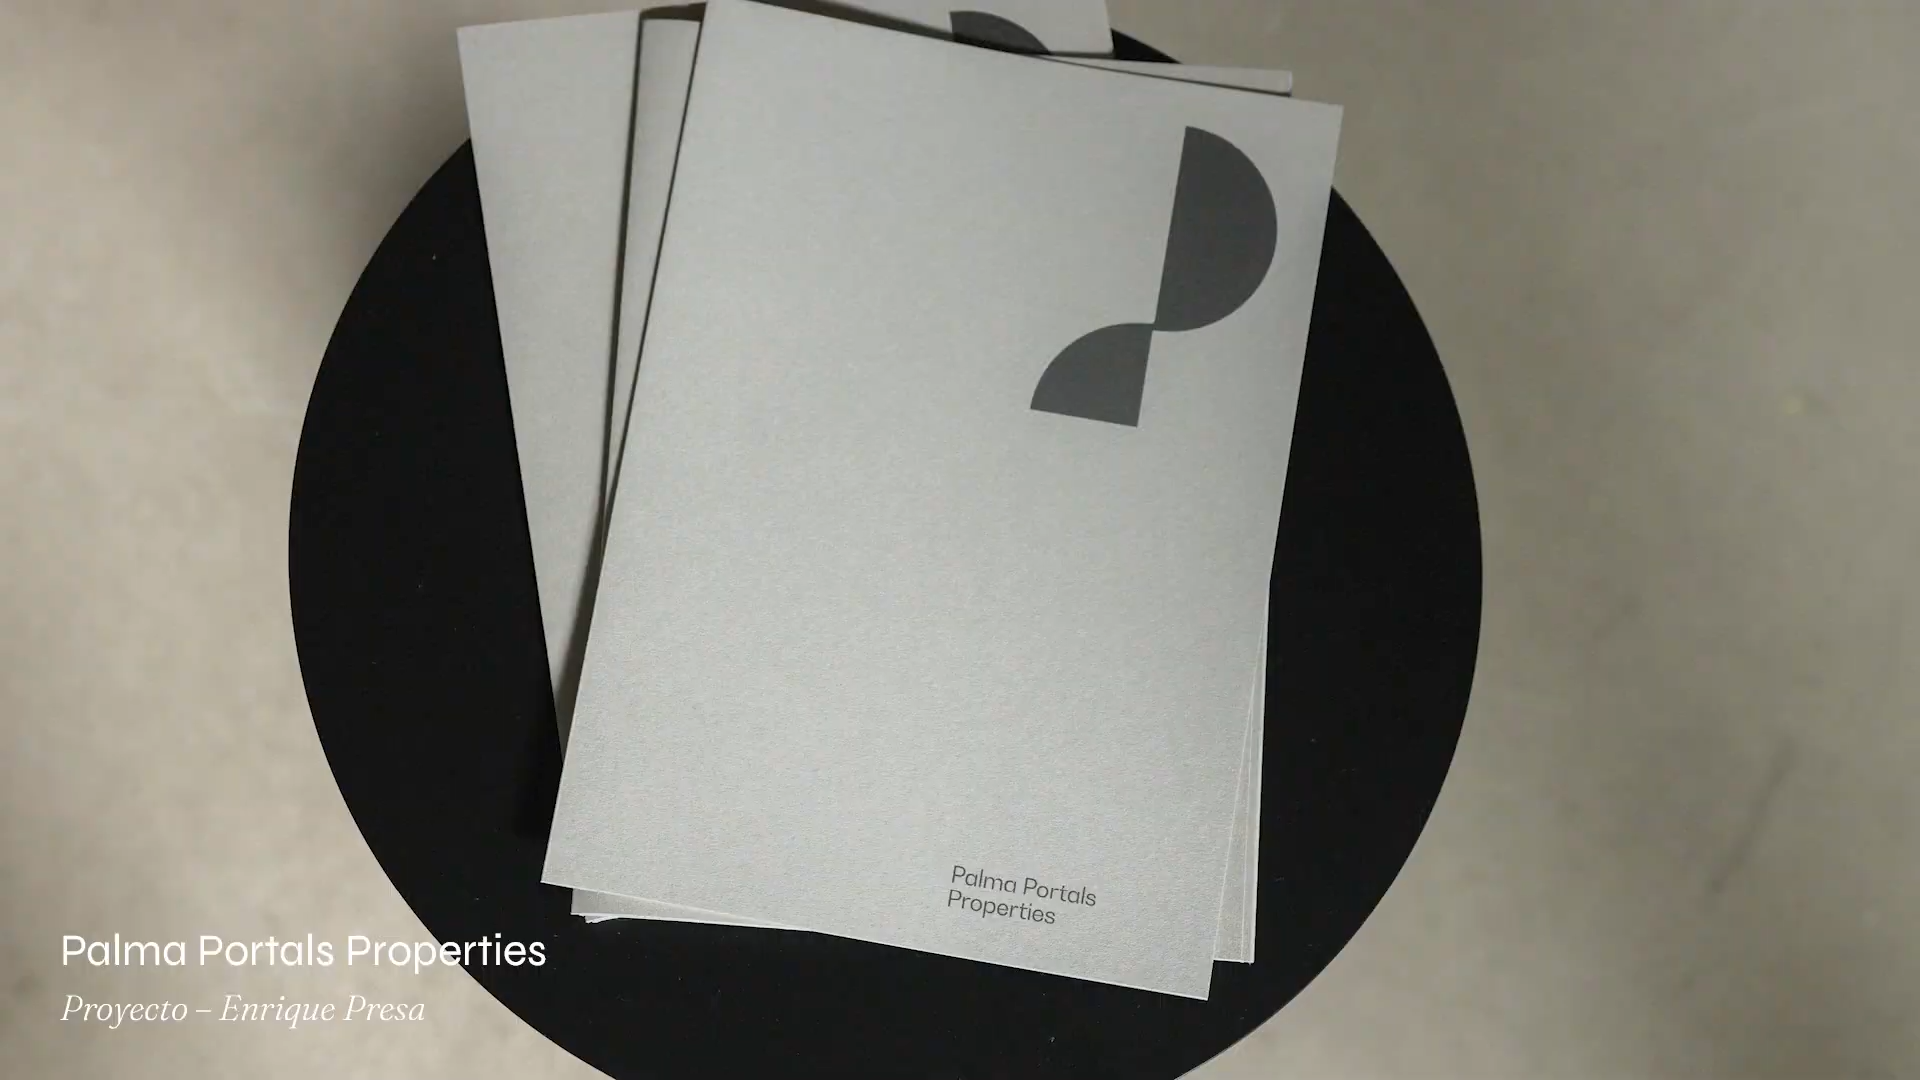 Palma Portals
Properties
Palma Portals Properties
Proyecto – Enrique Presa